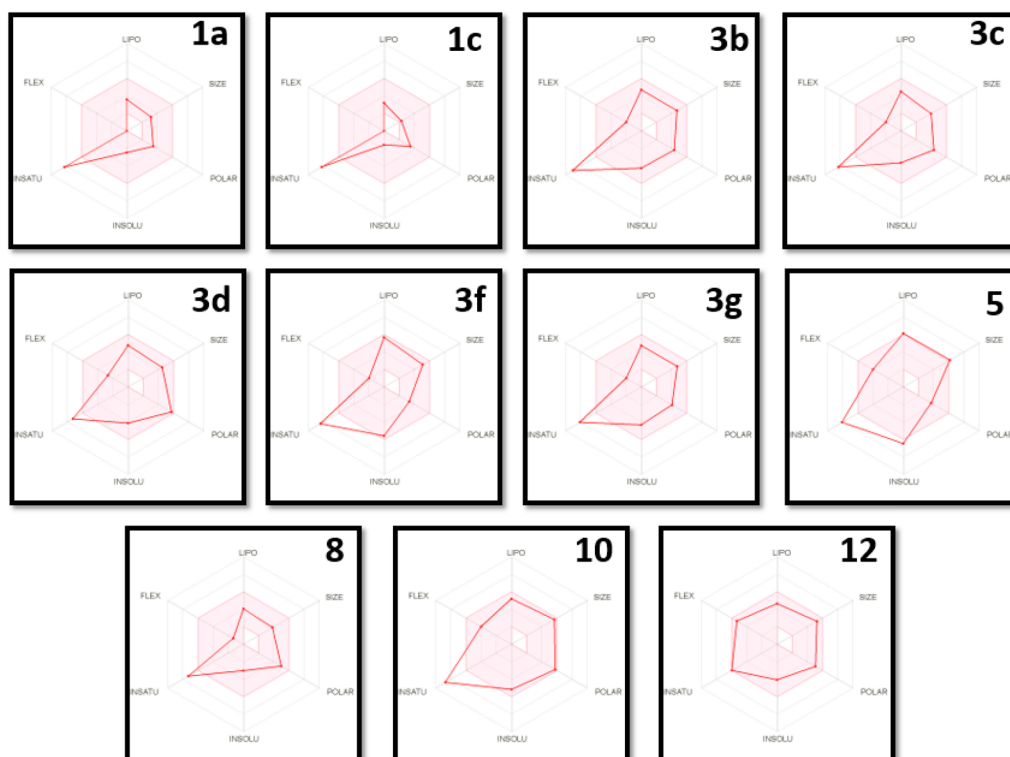 1a
LIPO
FLEX
SIZE
INSATU
POLAR
INSOLU
1c
LIPO
FLEX
SIZE
INSATU
POLAR
INSOLU
3b
LIPO
FLEX
SIZE
INSATU
POLAR
INSOLU
3c
LIPO
FLEX
SIZE
INSATU
POLAR
INSOLU
3d
LIPO
FLEX
SIZE
INSATU
POLAR
INSOLU
3f
LIPO
FLEX
SIZE
INSATU
POLAR
INSOLU
3g
LIPO
FLEX
SIZE
INSATU
POLAR
INSOLU
5
LIPO
FLEX
SIZE
INSATU
POLAR
INSOLU
8
LIPO
FLEX
SIZE
INSATU
POLAR
INSOLU
10
LIPO
FLEX
SIZE
INSATU
POLAR
INSOLU
12
LIPO
FLEX
SIZE
INSATU
POLAR
INSOLU